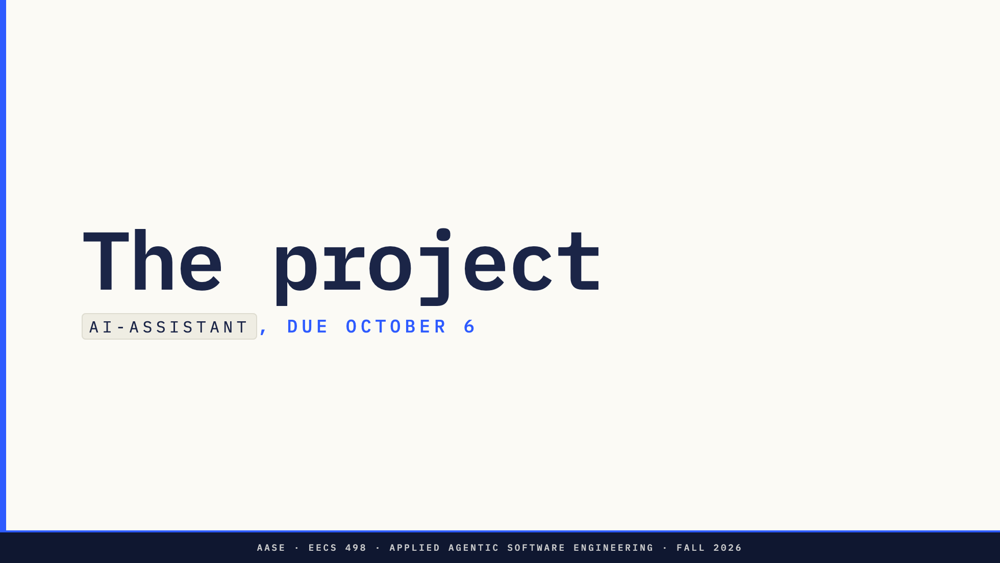 The project
AI-ASSISTANT, DUE OCTOBER 6
AASE · EECS 498 · APPLIED AGENTIC SOFTWARE ENGINEERING · FALL 2026